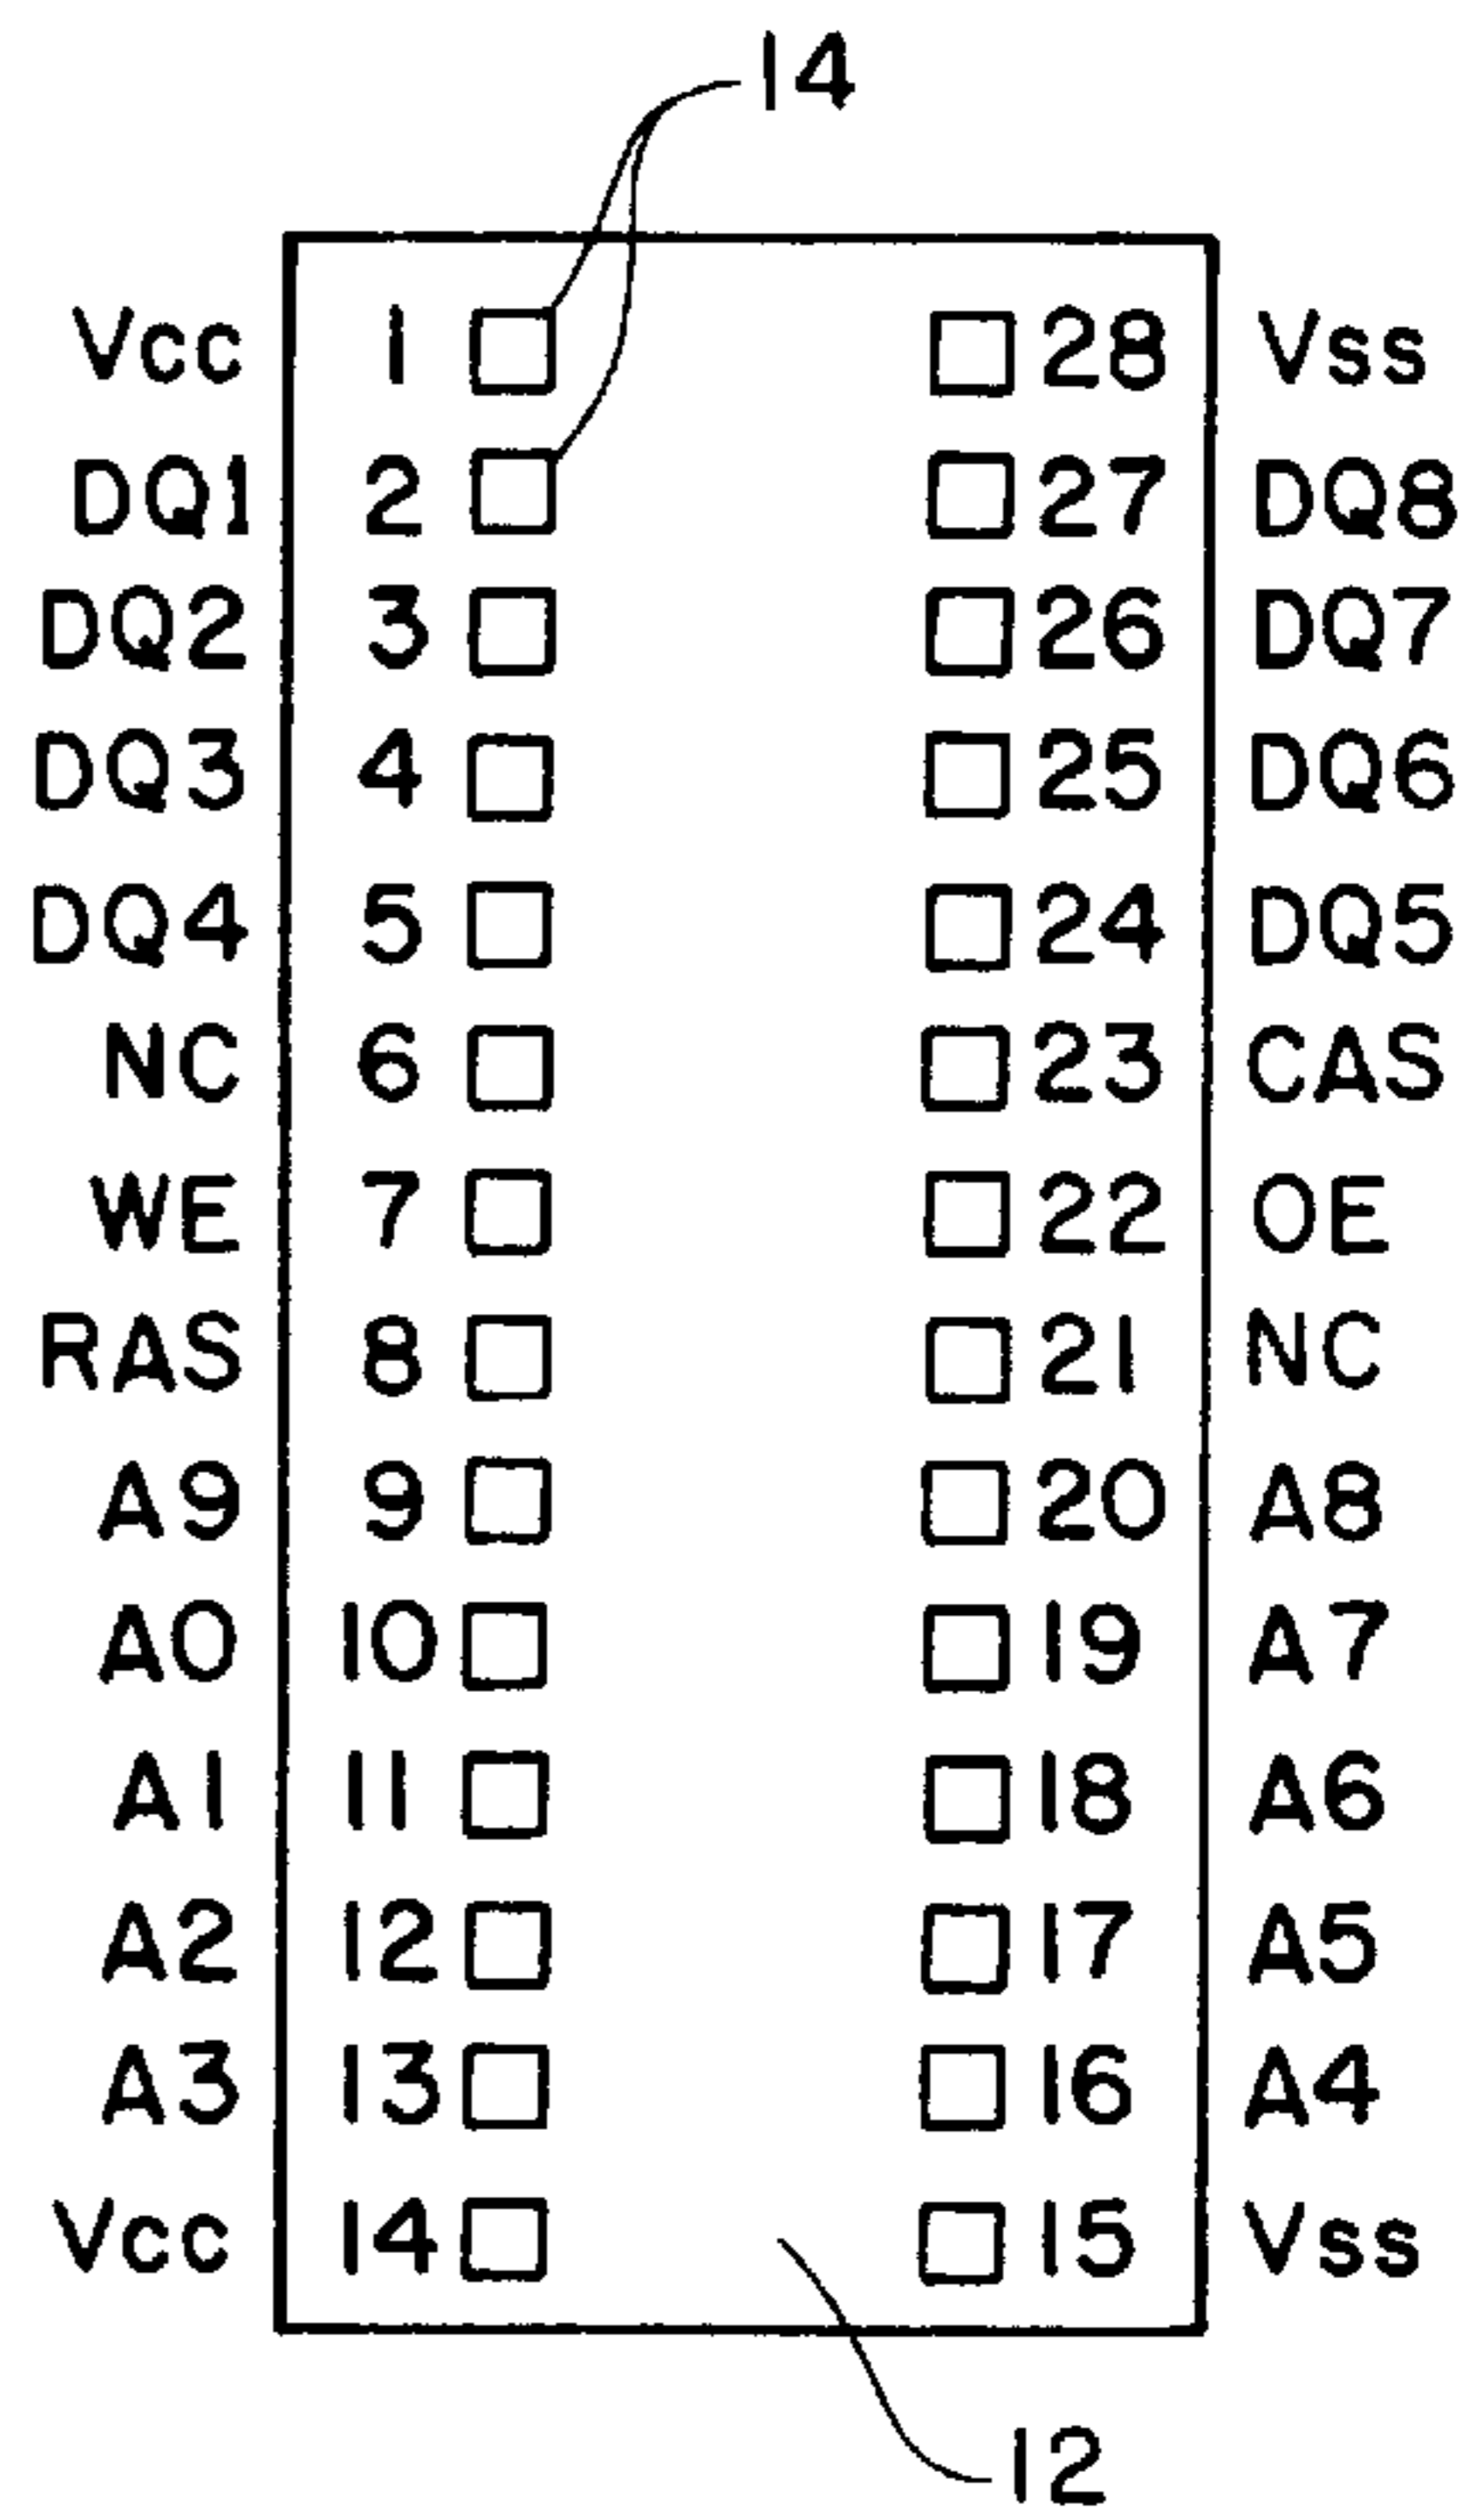 14
Vcc 1 28 Vss
DQ1 2 27 DQ8
DQ2 3 26 DQ7
DQ3 4 25 DQ6
DQ4 5 24 DQ5
NC 6 23 CAS
WE 7 22 OE
RAS 8 21 NC
A9 9 20 A8
A0 10 19 A7
A1 11 18 A6
A2 12 17 A5
A3 13 16 A4
Vcc 14 15 Vss
12